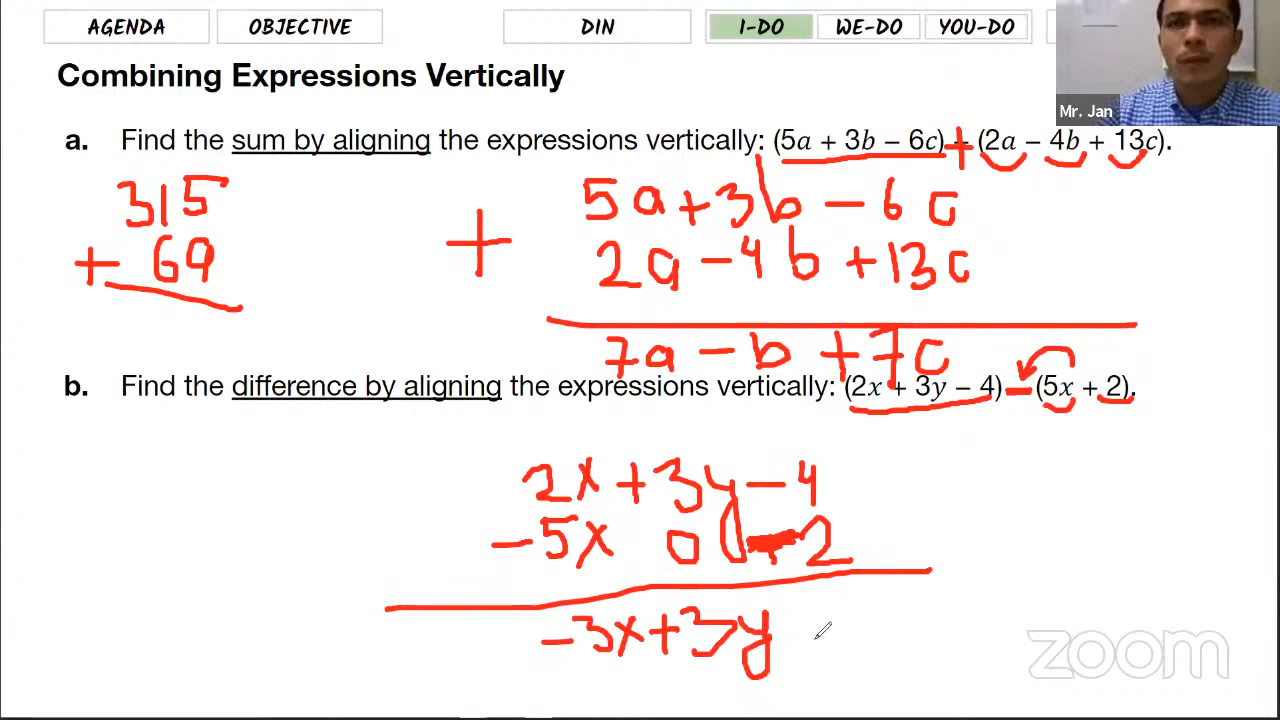 AGENDA OBJECTIVE DIN I-DO WE-DO YOU-DO
Combining Expressions Vertically
Mr. Jan
a. Find the sum by aligning the expressions vertically: (5a + 3b − 6c) + (2a − 4b + 13c).
315
+ 69
5a + 3b − 6c
+ 2a − 4b + 13c
7a − b + 7c
b. Find the difference by aligning the expressions vertically: (2x + 3y − 4) − (5x + 2).
2x + 3y − 4
− 5x 0y − 2
−3x + 3y
zoom